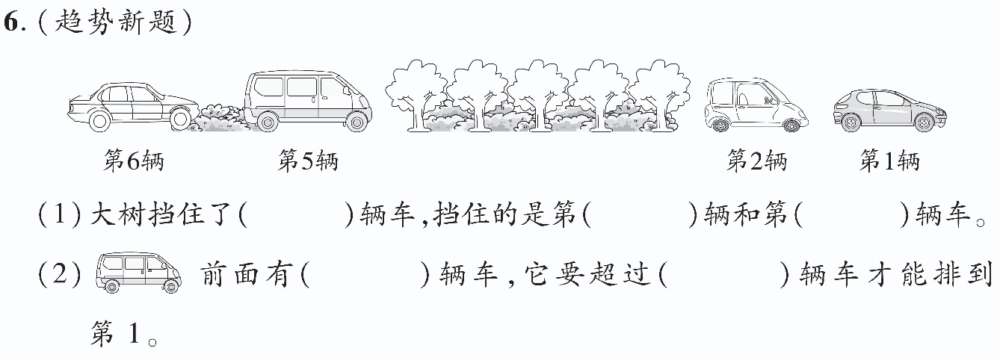 6.(趋势新题)
第6辆 第5辆 第2辆 第1辆
(1)大树挡住了( )辆车,挡住的是第( )辆和第( )辆车。
(2) 前面有( )辆车,它要超过( )辆车才能排到
第 1。